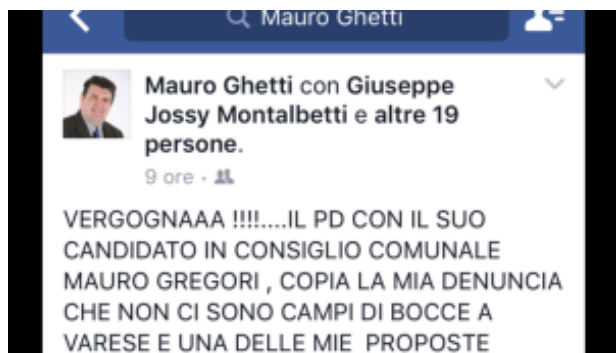 Mauro Ghetti
Mauro Ghetti con Giuseppe
Jossy Montalbetti e altre 19
persone.
9 ore ·
VERGOGNAAA !!!!....IL PD CON IL SUO
CANDIDATO IN CONSIGLIO COMUNALE
MAURO GREGORI , COPIA LA MIA DENUNCIA
CHE NON CI SONO CAMPI DI BOCCE A
VARESE E UNA DELLE MIE PROPOSTE